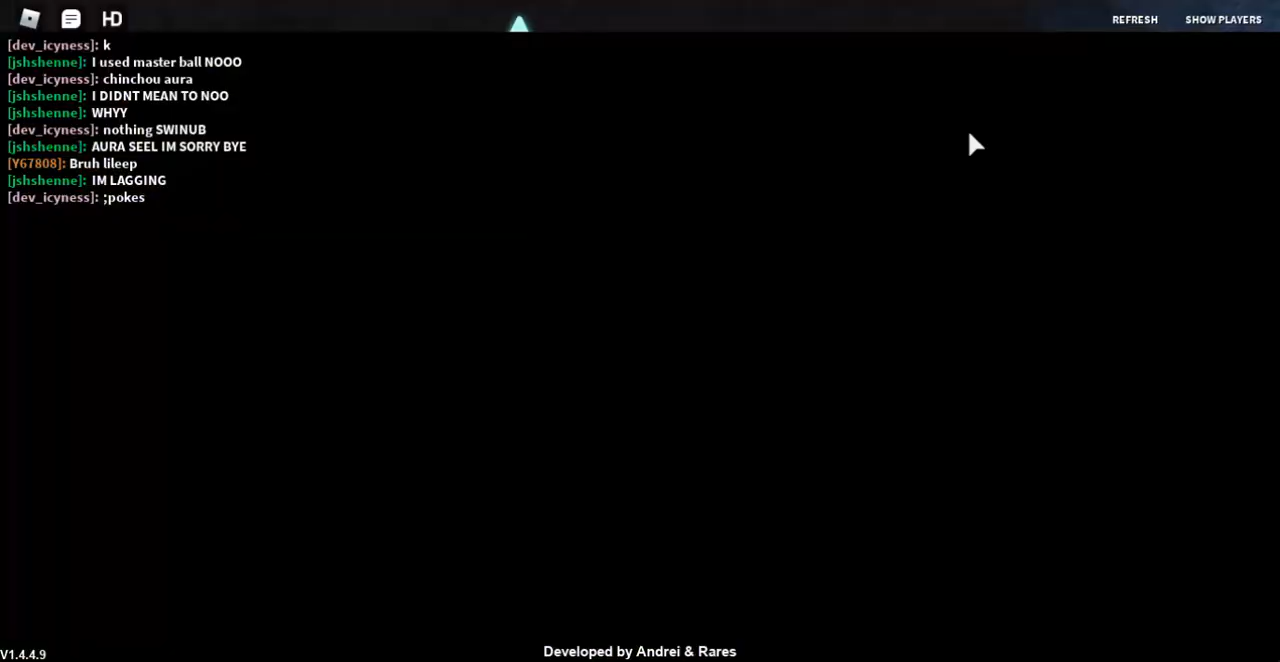 HD
REFRESH
SHOW PLAYERS
[dev_icyness]: k
[jshshenne]: I used master ball NOOO
[dev_icyness]: chinchou aura
[jshshenne]: I DIDNT MEAN TO NOO
[jshshenne]: WHYY
[dev_icyness]: nothing SWINUB
[jshshenne]: AURA SEEL IM SORRY BYE
[Y67808]: Bruh lileep
[jshshenne]: IM LAGGING
[dev_icyness]: ;pokes
V1.4.4.9
Developed by Andrei & Rares